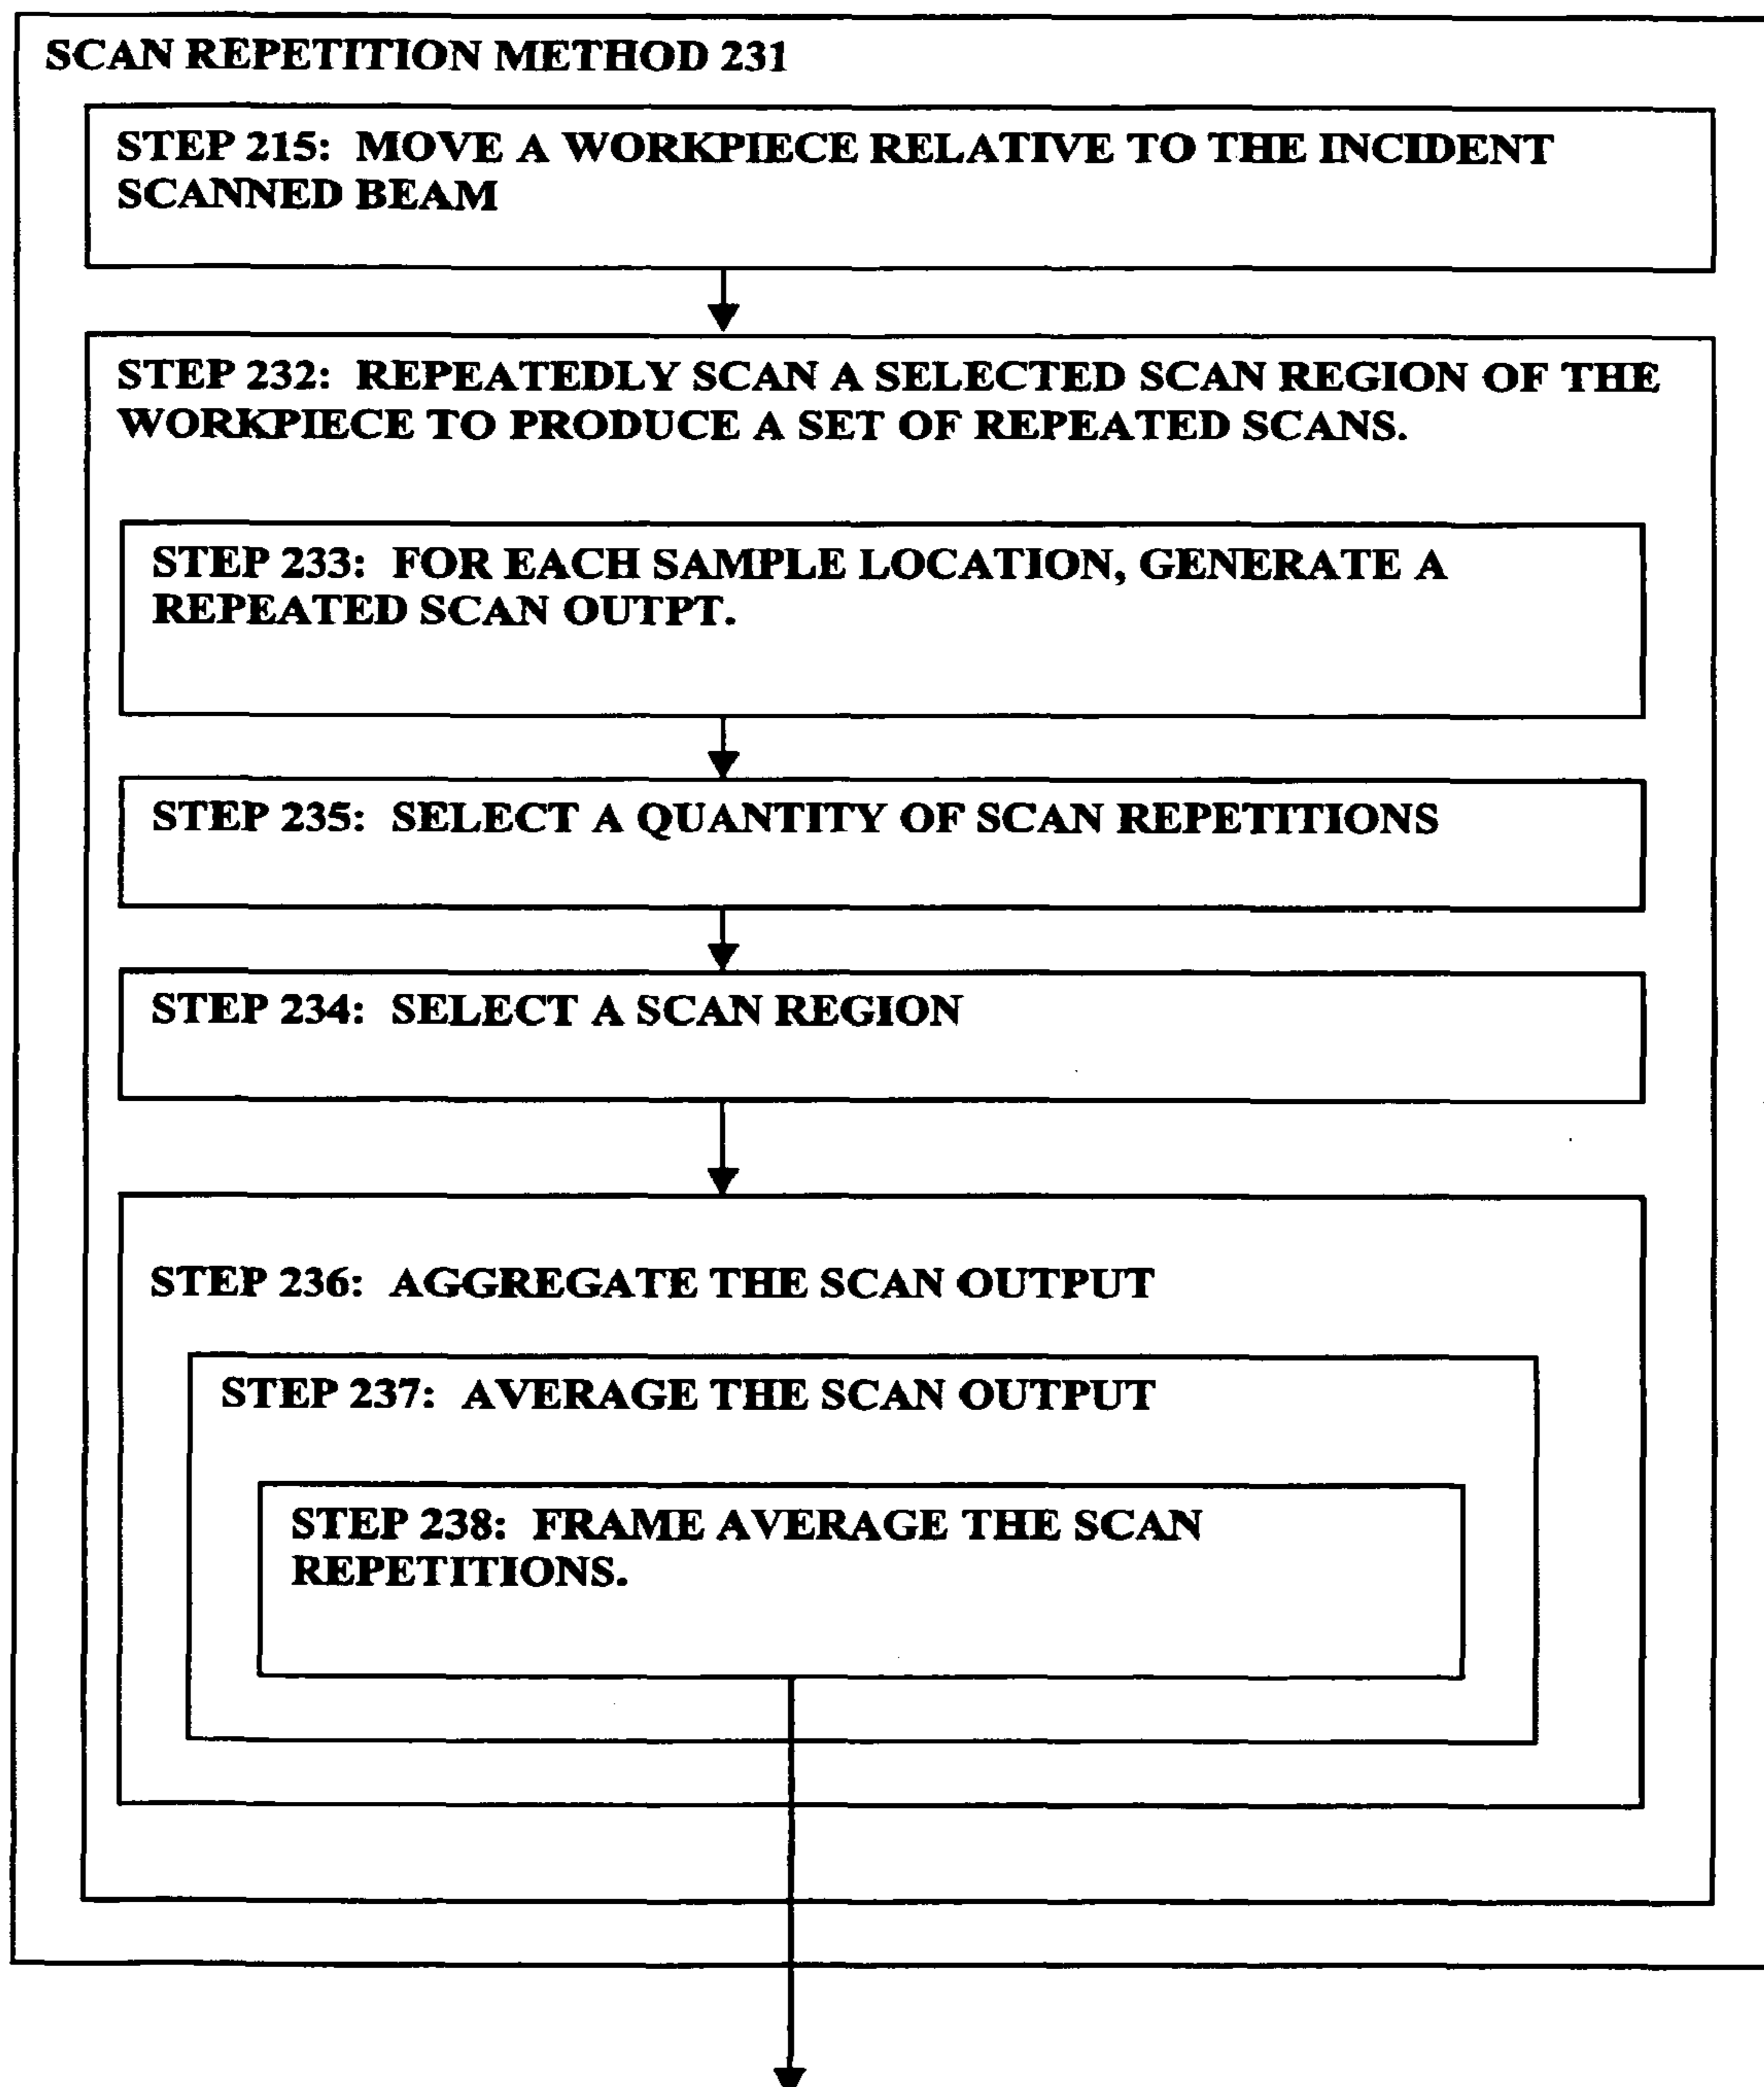 SCAN REPETITION METHOD 231
STEP 215: MOVE A WORKPIECE RELATIVE TO THE INCIDENT
SCANNED BEAM
STEP 232: REPEATEDLY SCAN A SELECTED SCAN REGION OF THE
WORKPIECE TO PRODUCE A SET OF REPEATED SCANS.
STEP 233: FOR EACH SAMPLE LOCATION, GENERATE A
REPEATED SCAN OUTPT.
STEP 235: SELECT A QUANTITY OF SCAN REPETITIONS
STEP 234: SELECT A SCAN REGION
STEP 236: AGGREGATE THE SCAN OUTPUT
STEP 237: AVERAGE THE SCAN OUTPUT
STEP 238: FRAME AVERAGE THE SCAN
REPETITIONS.